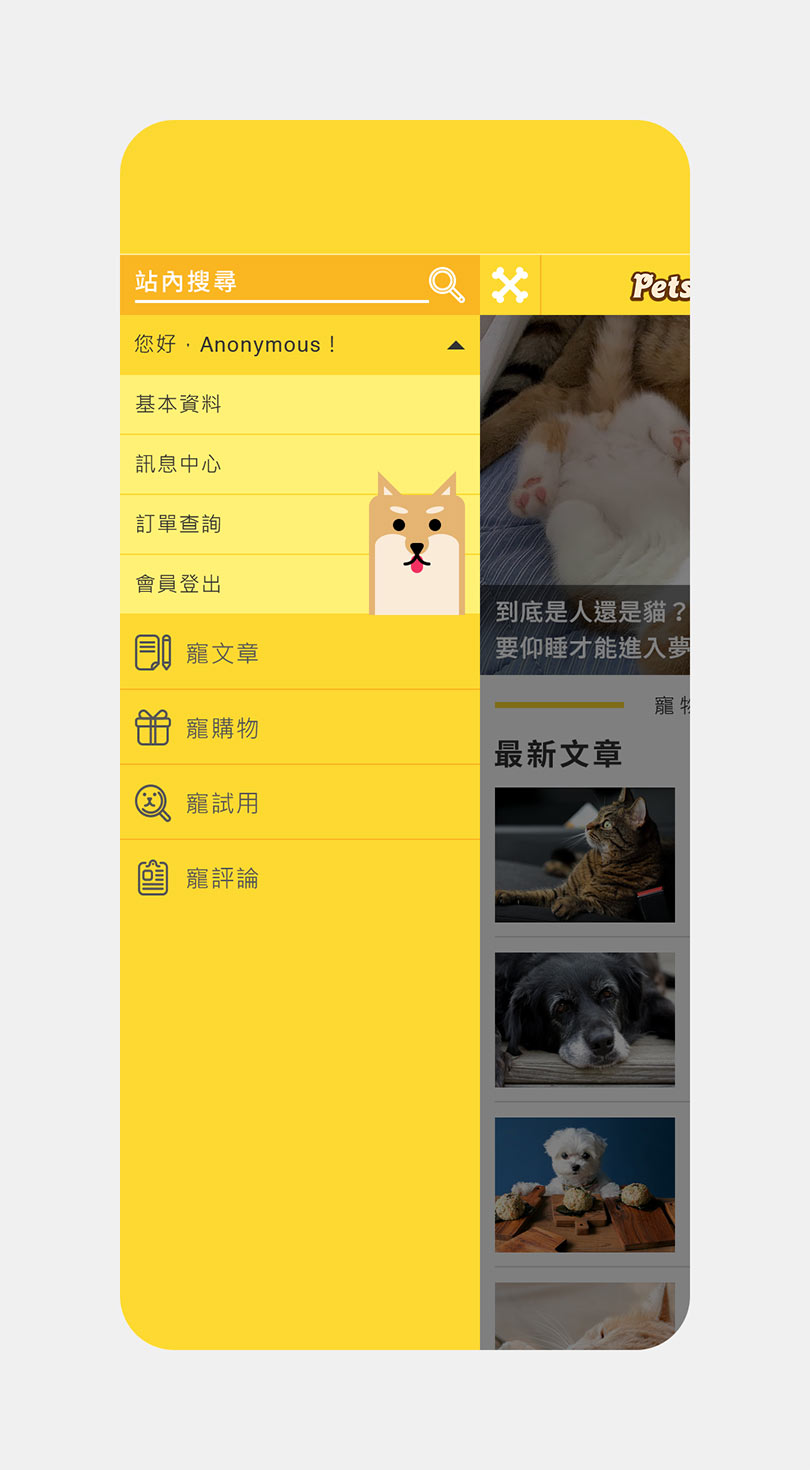 站內搜尋
Pets
您好，Anonymous！
基本資料
訊息中心
訂單查詢
會員登出
寵文章
寵購物
寵試用
寵評論
到底是人還是貓？
要仰睡才能進入夢
寵物
最新文章